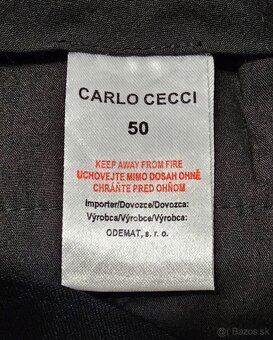 CARLO CECCI
50
KEEP AWAY FROM FIRE
UCHOVEJTE MIMO DOSAH OHNĚ
CHRÁŇTE PRED OHŇOM
Importer/Dovozce/Dovozca:
Výrobca/Výrobce/Výrobca:
ODEMAT, s. r. o.
Bazos.sk